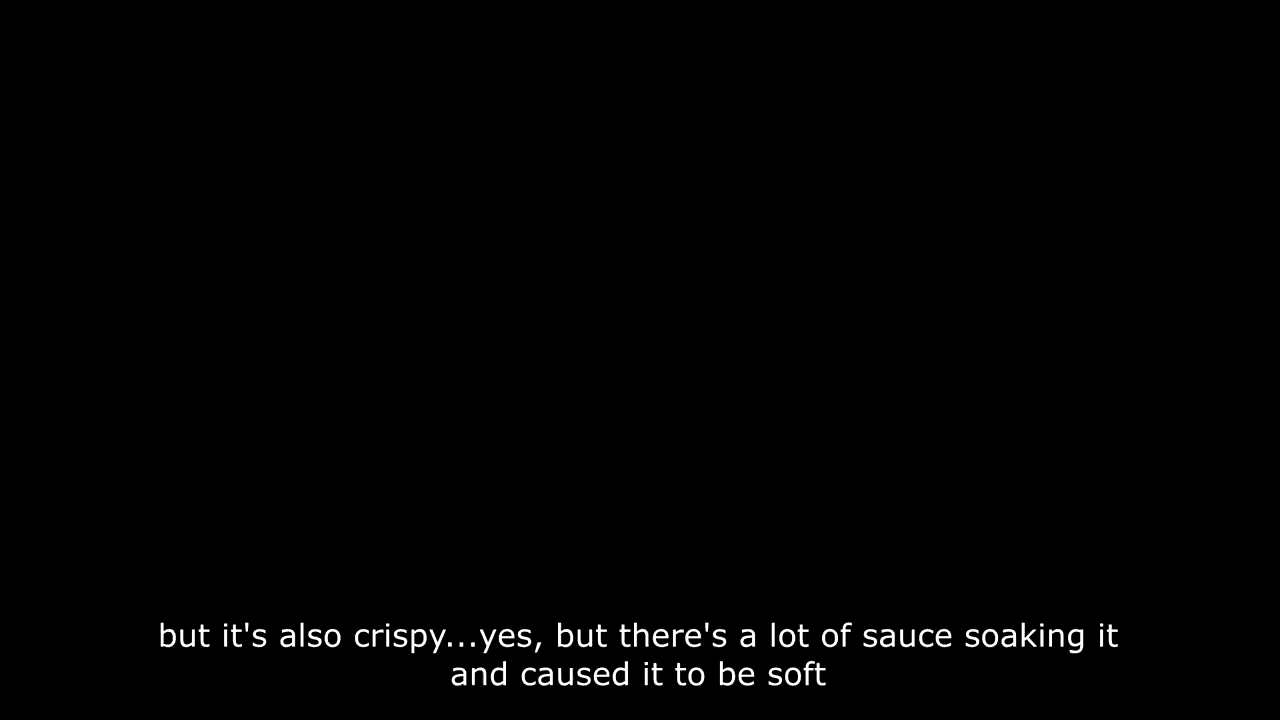 but it's also crispy...yes, but there's a lot of sauce soaking it
and caused it to be soft